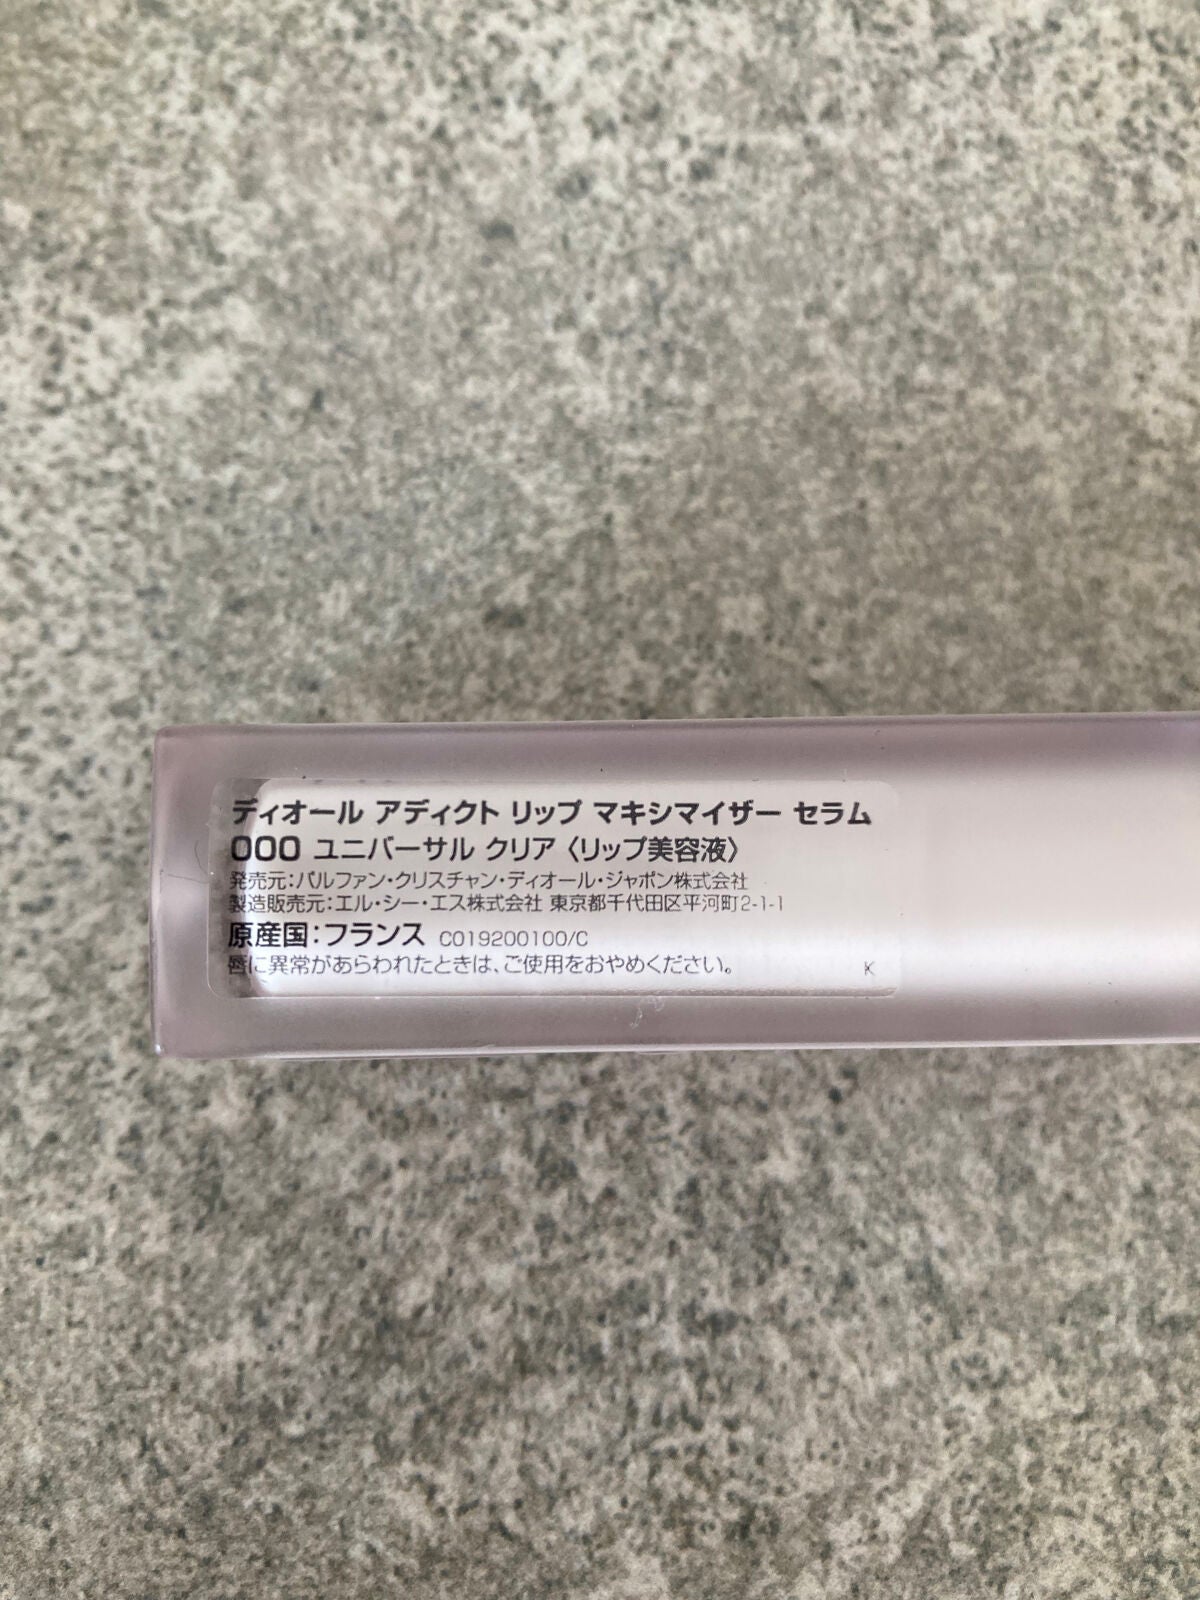 ディオール アディクト リップ マキシマイザー セラム
000 ユニバーサル クリア〈リップ美容液〉
発売元：パルファン・クリスチャン・ディオール・ジャポン株式会社
製造販売元：エル・シー・エス株式会社 東京都千代田区平河町2-1-1
原産国：フランス C019200100/C
唇に異常があらわれたときは、ご使用をおやめください。 K